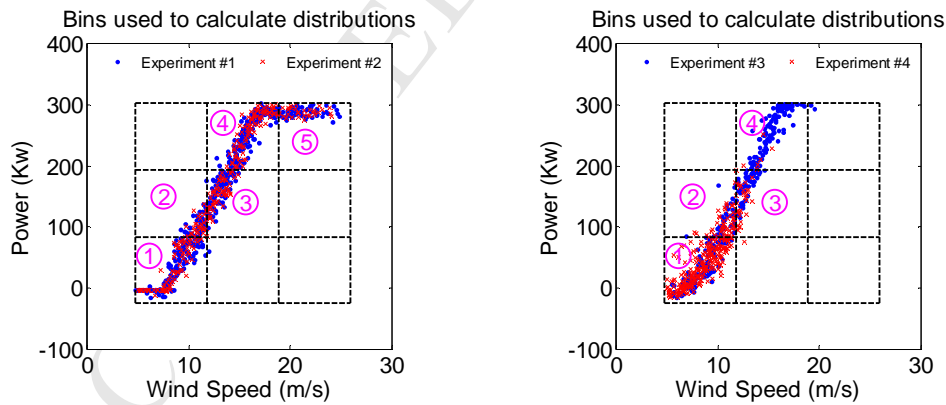 Bins used to calculate distributions
400
300
200
100
0
-100
0
10
20
30
Power (Kw)
Wind Speed (m/s)
Experiment #1
Experiment #2
1
2
3
4
5
Bins used to calculate distributions
400
300
200
100
0
-100
0
10
20
30
Power (Kw)
Wind Speed (m/s)
Experiment #3
Experiment #4
1
2
3
4